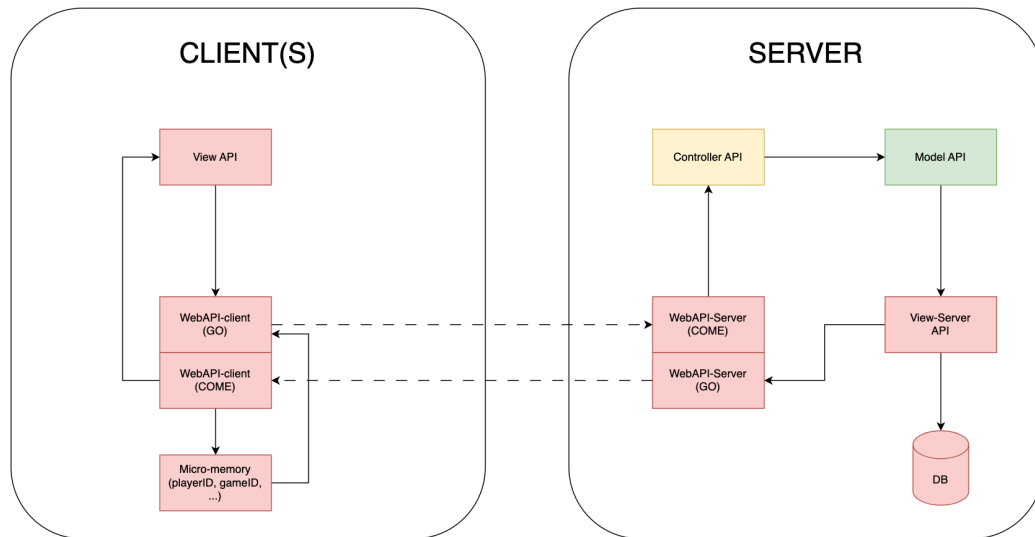 CLIENT(S)
SERVER
View API
Controller API
Model API
WebAPI-client
(GO)
WebAPI-client
(COME)
WebAPI-Server
(COME)
WebAPI-Server
(GO)
View-Server
API
Micro-memory
(playerID, gameID,
...)
DB